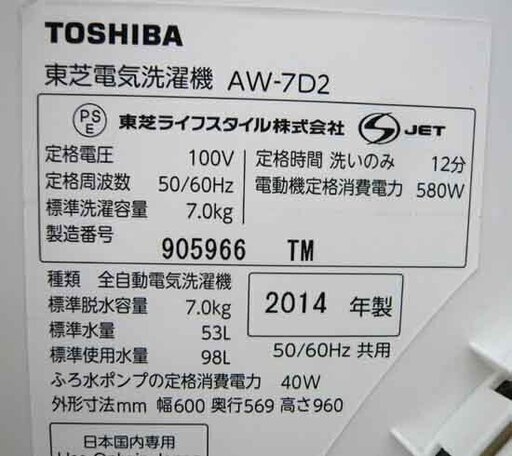 TOSHIBA
東芝電気洗濯機 AW-7D2
PSE 東芝ライフスタイル株式会社 S JET
定格電圧 100V 定格時間 洗いのみ 12分
定格周波数 50/60Hz 電動機定格消費電力 580W
標準洗濯容量 7.0kg
製造番号
905966 TM
種類 全自動電気洗濯機
標準脱水容量 7.0kg 2014 年製
標準水量 53L
標準使用水量 98L 50/60Hz 共用
ふろ水ポンプの定格消費電力 40W
外形寸法mm 幅600 奥行569 高さ960
日本国内専用